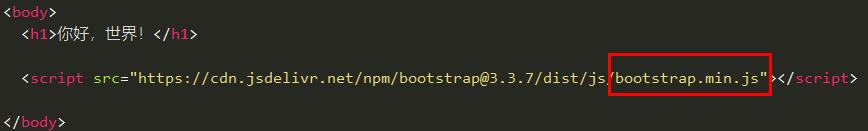 <body>
<h1>你好，世界！</h1>
<script src="https://cdn.jsdelivr.net/npm/bootstrap@3.3.7/dist/js/bootstrap.min.js"></script>
</body>